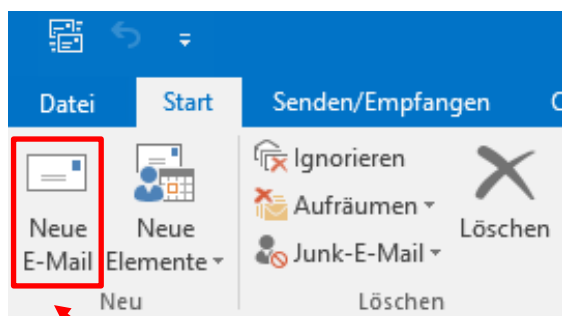 Datei Start Senden/Empfangen
Ignorieren
Aufräumen
Junk-E-Mail
Neue E-Mail
Neue Elemente
Löschen
Neu Löschen